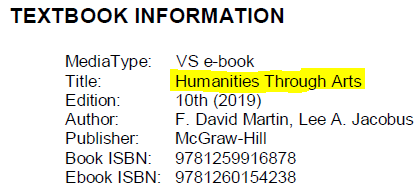 TEXTBOOK INFORMATION
MediaType: VS e-book
Title: Humanities Through Arts
Edition: 10th (2019)
Author: F. David Martin, Lee A. Jacobus
Publisher: McGraw-Hill
Book ISBN: 9781259916878
Ebook ISBN: 9781260154238